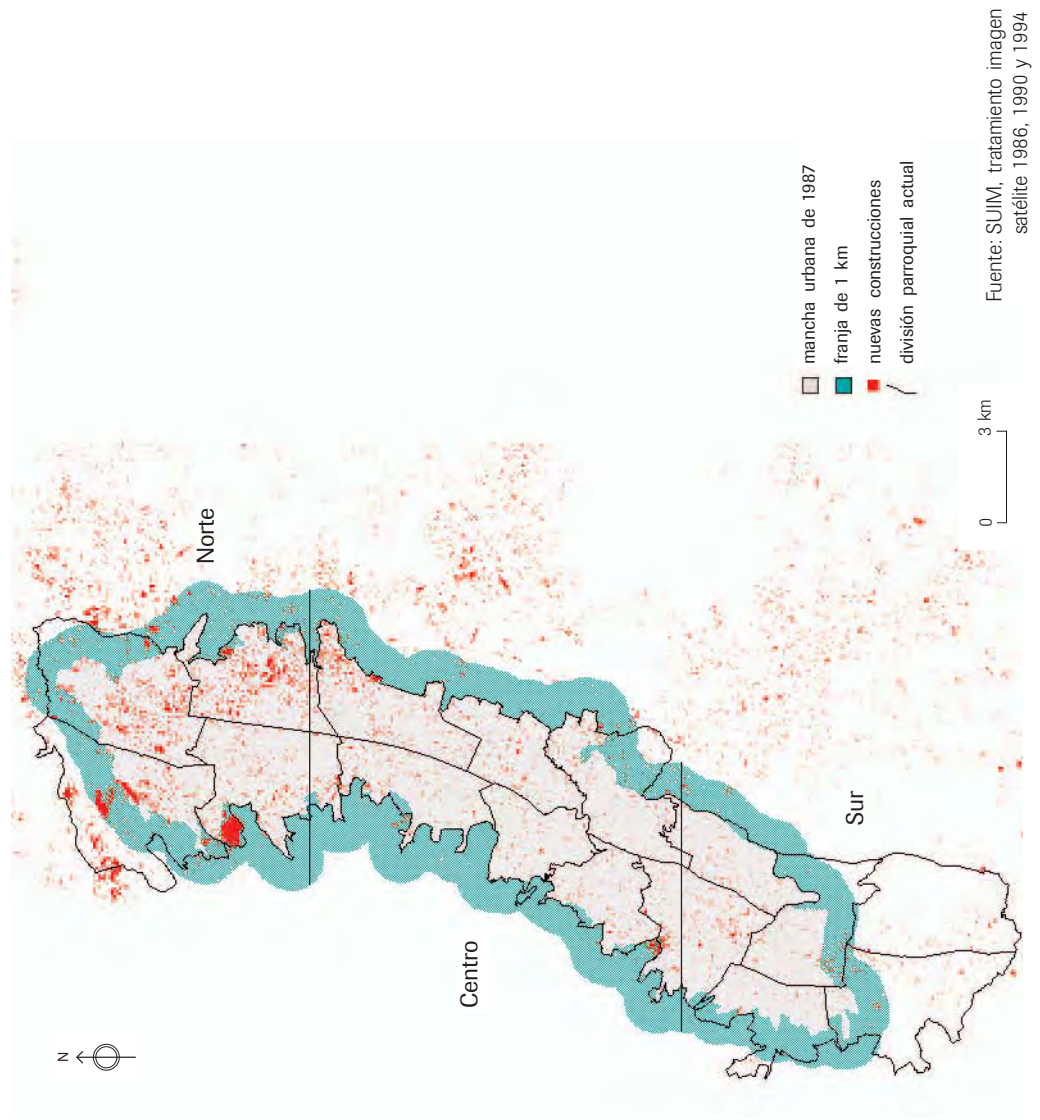 N
Norte
Centro
Sur
mancha urbana de 1987
franja de 1 km
nuevas construcciones
división parroquial actual
0 3 km
Fuente: SUIM, tratamiento imagen
satélite 1986, 1990 y 1994